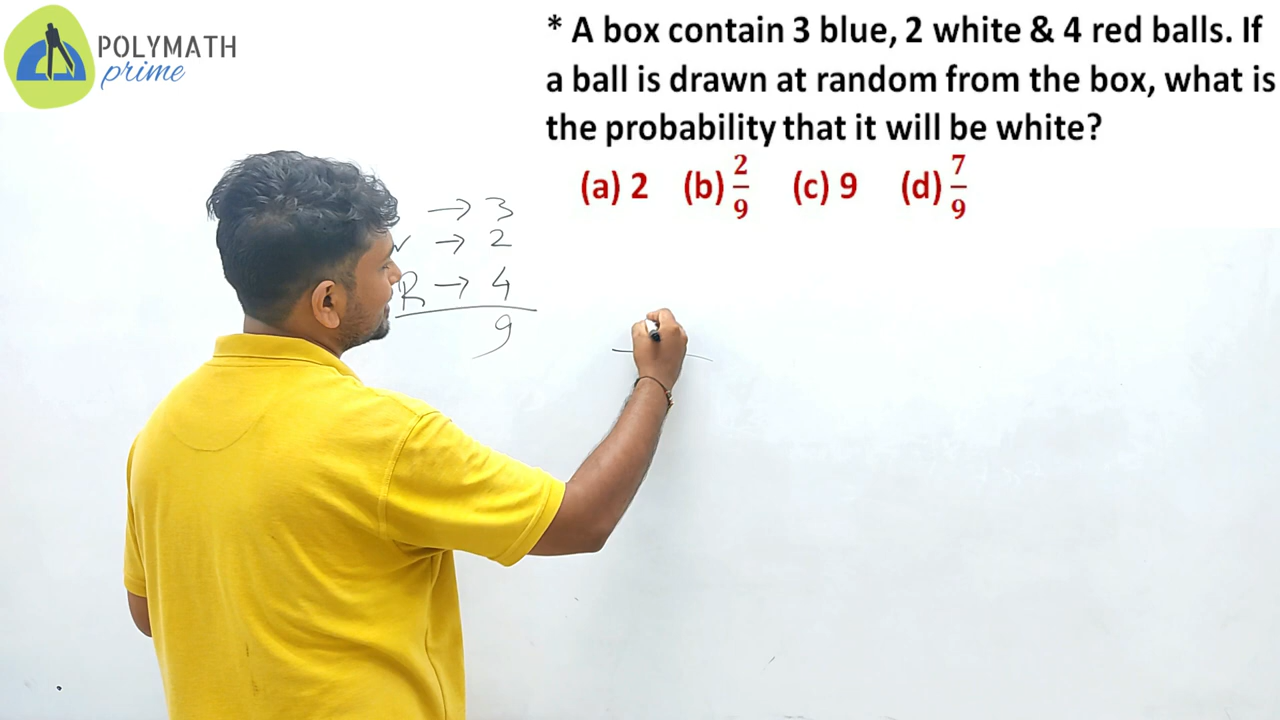 POLYMATH
prime
* A box contain 3 blue, 2 white & 4 red balls. If
a ball is drawn at random from the box, what is
the probability that it will be white?
(a) 2 (b) 2/9 (c) 9 (d) 7/9
→ 3
→ 2
R → 4
9